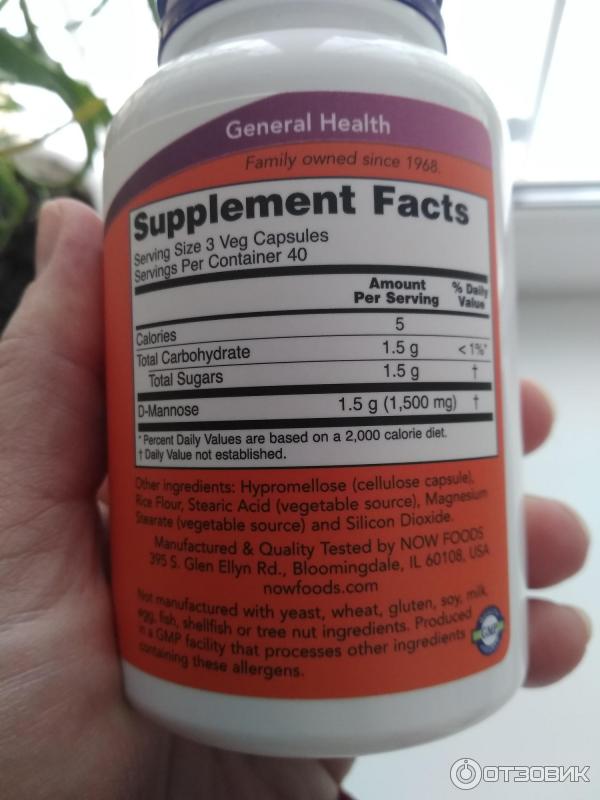 General Health
Family owned since 1968.
Supplement Facts
Serving Size 3 Veg Capsules
Servings Per Container 40
Amount Per Serving % Daily Value
Calories 5
Total Carbohydrate 1.5 g < 1%*
Total Sugars 1.5 g †
D-Mannose 1.5 g (1,500 mg) †
* Percent Daily Values are based on a 2,000 calorie diet.
† Daily Value not established.
Other ingredients: Hypromellose (cellulose capsule),
Rice Flour, Stearic Acid (vegetable source), Magnesium
Stearate (vegetable source) and Silicon Dioxide.
Manufactured & Quality Tested by NOW FOODS
395 S. Glen Ellyn Rd., Bloomingdale, IL 60108, USA
nowfoods.com
Not manufactured with yeast, wheat, gluten, soy, milk,
egg, fish, shellfish or tree nut ingredients. Produced
in a GMP facility that processes other ingredients
containing these allergens.
GMP
ОТЗОВИК